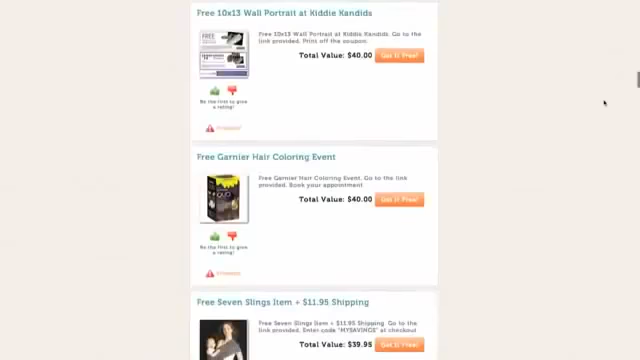 Free 10x13 Wall Portrait at Kiddie Kandids
Free 10x13 Wall Portrait at Kiddie Kandids. Go to the
link provided. Print off the coupon.
FREE
Total Value: $40.00
Get It Free!
Be the first to give
a rating!
Free Garnier Hair Coloring Event
Free Garnier Hair Coloring Event. Go to the link
provided. Book your appointment
Total Value: $40.00
Get It Free!
Be the first to give
a rating!
Free Seven Slings Item + $11.95 Shipping
Free Seven Slings Item + $11.95 Shipping. Go to the
link provided. Enter code "MYSAVINGS" at checkout
Total Value: $39.95
Get It Free!